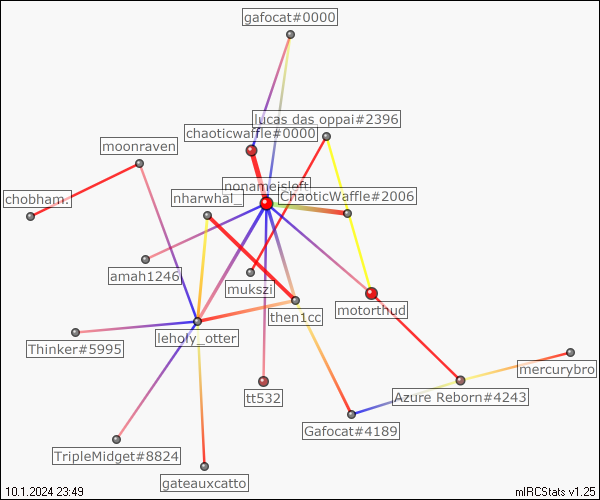 gafocat#0000
lucas das oppai#2396
chaoticwaffle#0000
moonraven
nonameisloft
ChaoticWaffle#2006
nharwhal_
chobham.
amah1246
mukszi
motorthud
then1cc
leholy_otter
Thinker#5995
mercurybro
tt532
Azure Reborn#4243
Gafocat#4189
TripleMidget#8824
gateauxcatto
10.1.2024 23:49
mIRCStats v1.25